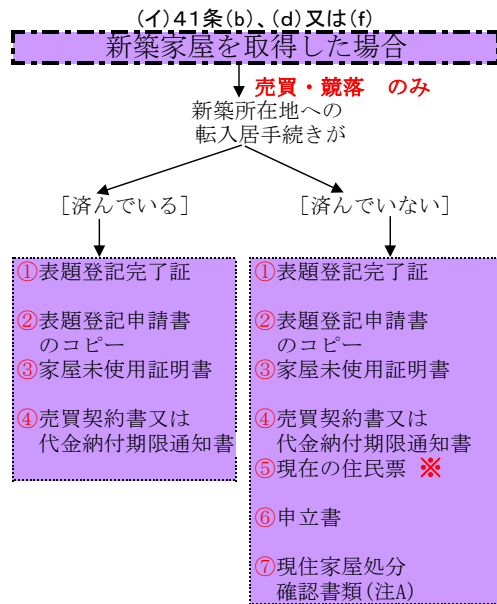 (イ)41条(b)、(d)又は(f)
新築家屋を取得した場合
売買・競落 のみ
新築所在地への
転入居手続きが
[済んでいる]
[済んでいない]
①表題登記完了証
②表題登記申請書
のコピー
③家屋未使用証明書
④売買契約書又は
代金納付期限通知書
①表題登記完了証
②表題登記申請書
のコピー
③家屋未使用証明書
④売買契約書又は
代金納付期限通知書
⑤現在の住民票 ※
⑥申立書
⑦現住家屋処分
確認書類(注A)